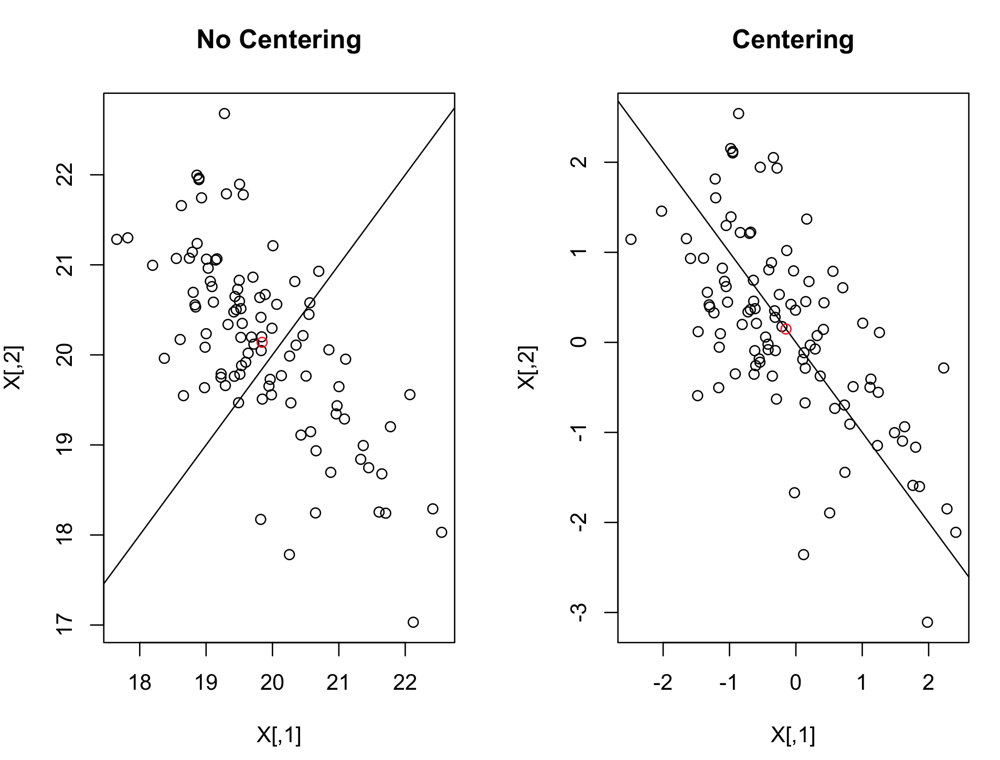 No Centering
X[,2]
22
21
20
19
18
17
18 19 20 21 22
X[,1]
Centering
X[,2]
2
1
0
-1
-2
-3
-2 -1 0 1 2
X[,1]